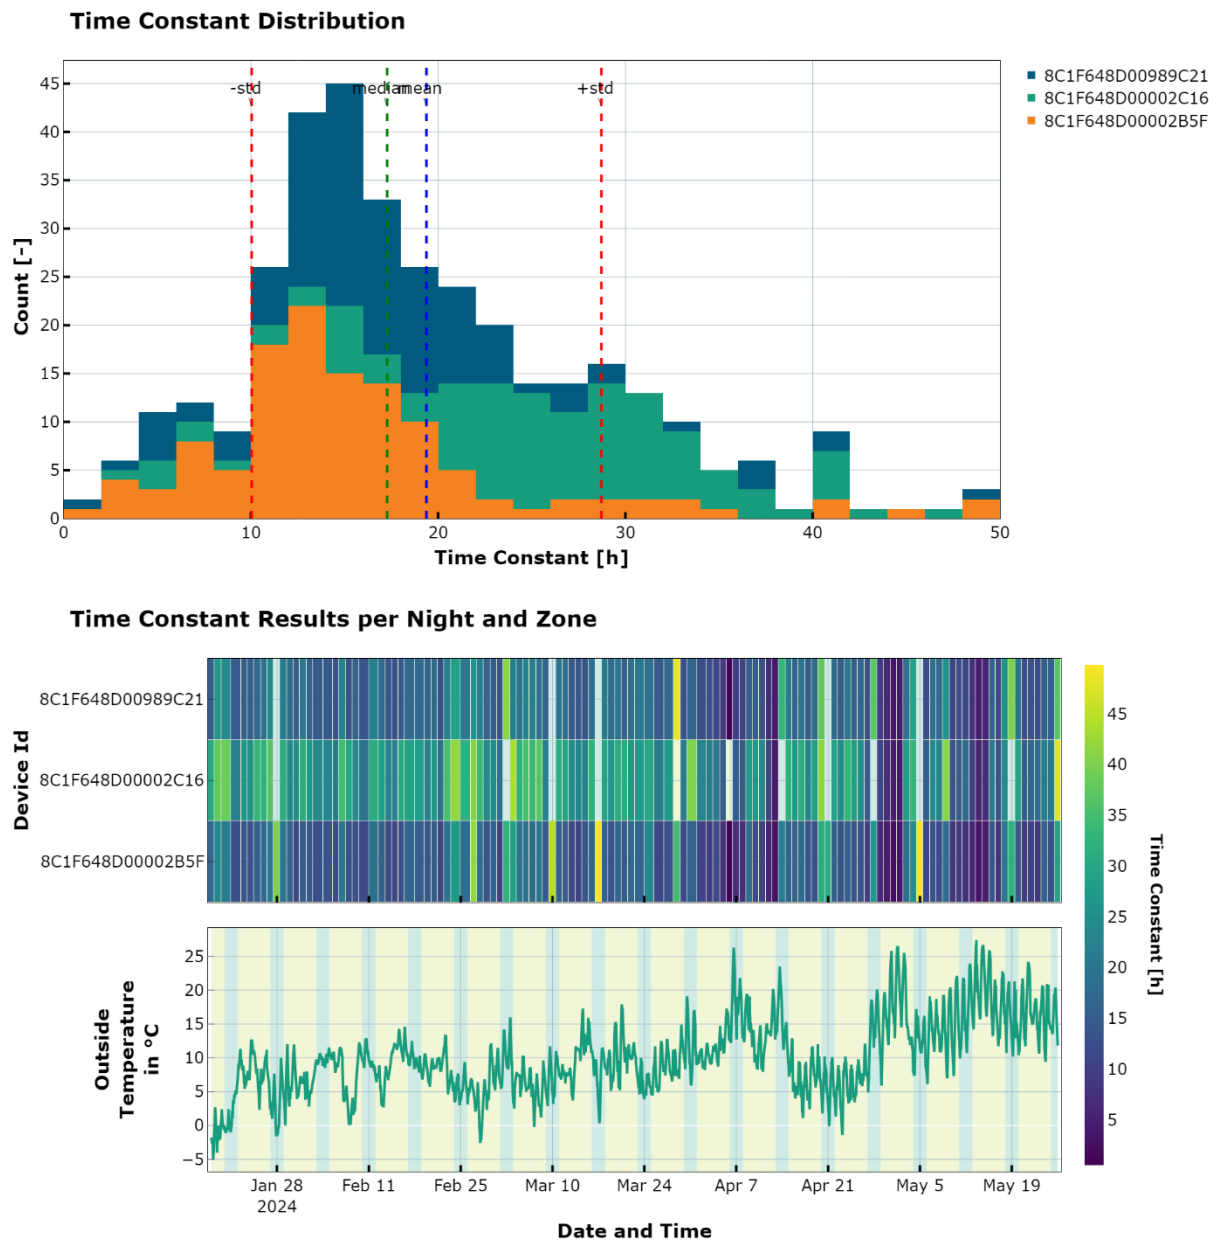 Time Constant Distribution
-std
median
mean
+std
8C1F648D00989C21
8C1F648D00002C16
8C1F648D00002B5F
45
40
35
30
25
20
15
10
5
0
Count [-]
0 10 20 30 40 50
Time Constant [h]
Time Constant Results per Night and Zone
8C1F648D00989C21
8C1F648D00002C16
8C1F648D00002B5F
Device Id
45
40
35
30
25
20
15
10
5
Time Constant [h]
Outside
Temperature
in °C
25
20
15
10
5
0
−5
Jan 28 Feb 11 Feb 25 Mar 10 Mar 24 Apr 7 Apr 21 May 5 May 19
2024
Date and Time